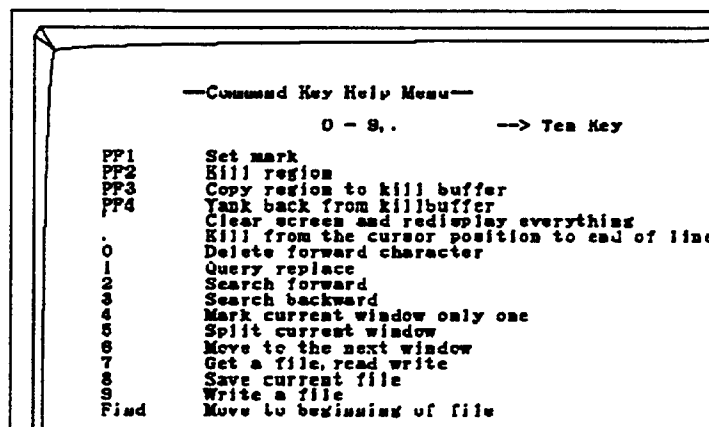 —Command Key Help Menu—
0 - 9, . --> Ten Key
PF1 Set mark
PF2 Kill region
PF3 Copy region to kill buffer
PF4 Yank back from killbuffer
, Clear screen and redisplay everything
. Kill from the cursor position to end of line
0 Delete forward character
1 Query replace
2 Search forward
3 Search backward
4 Mark current window only one
5 Split current window
6 Move to the next window
7 Get a file, read write
8 Save current file
9 Write a file
Find Move to beginning of file